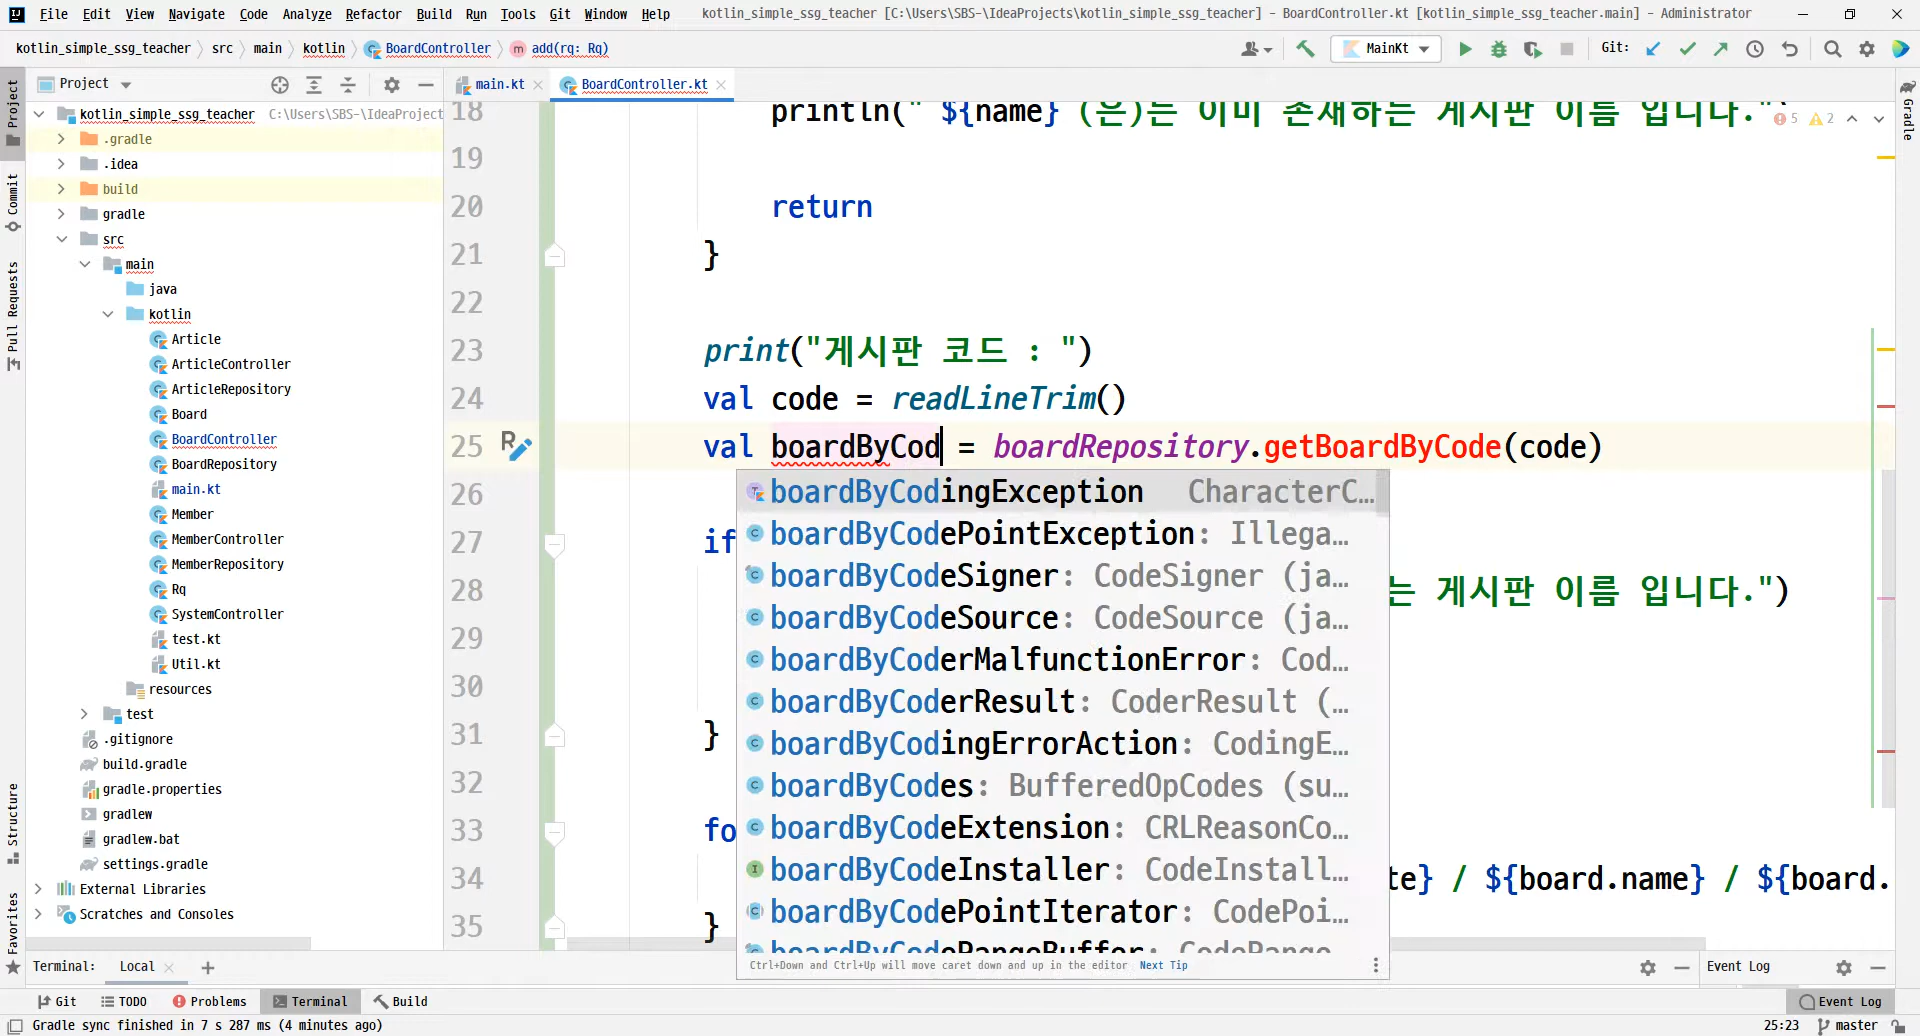 File Edit View Navigate Code Analyze Refactor Build Run Tools Git Window Help kotlin_simple_ssg_teacher [C:\Users\SBS-\IdeaProjects\kotlin_simple_ssg_teacher] - BoardController.kt [kotlin_simple_ssg_teacher.main] - Administrator
kotlin_simple_ssg_teacher src main kotlin BoardController add(rq: Rq) MainKt Git:
Project
main.kt BoardController.kt
kotlin_simple_ssg_teacher C:\Users\SBS-\IdeaProject
.gradle
.idea
build
gradle
src
main
java
kotlin
Article
ArticleController
ArticleRepository
Board
BoardController
BoardRepository
main.kt
Member
MemberController
MemberRepository
Rq
SystemController
test.kt
Util.kt
resources
test
.gitignore
build.gradle
gradle.properties
gradlew
gradlew.bat
settings.gradle
External Libraries
Scratches and Consoles
Project
Commit
Pull Requests
Structure
Favorites
Gradle
18 println(" ${name} (은)는 이미 존재하는 게시판 이름 입니다." 5 2
19
20 return
21 }
22
23 print("게시판 코드 : ")
24 val code = readLineTrim()
25 val boardByCod = boardRepository.getBoardByCode(code)
26
27 if
28 는 게시판 이름 입니다.")
29
30
31 }
32
33 fo
34 te} / ${board.name} / ${board.
35 }
boardByCodingException CharacterC…
boardByCodePointException: Illega…
boardByCodeSigner: CodeSigner (ja…
boardByCodeSource: CodeSource (ja…
boardByCoderMalfunctionError: Cod…
boardByCoderResult: CoderResult (…
boardByCodingErrorAction: CodingE…
boardByCodes: BufferedOpCodes (su…
boardByCodeExtension: CRLReasonCo…
boardByCodeInstaller: CodeInstall…
boardByCodePointIterator: CodePoi…
boardByCodeRangeBuffer: CodeRange
Ctrl+Down and Ctrl+Up will move caret down and up in the editor Next Tip
Terminal: Local Event Log
Git TODO Problems Terminal Build Event Log
Gradle sync finished in 7 s 287 ms (4 minutes ago) 25:23 master